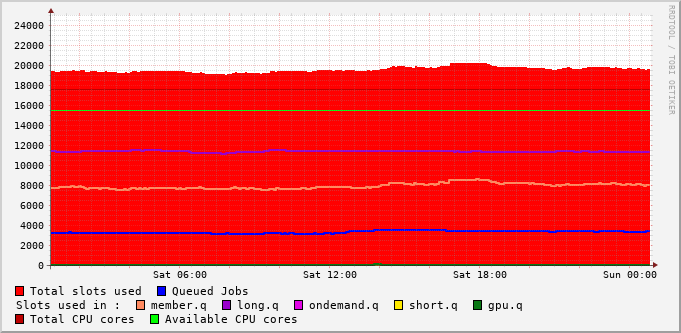 RRDTOOL / TOBI OETIKER
24000
22000
20000
18000
16000
14000
12000
10000
8000
6000
4000
2000
0
Sat 06:00 Sat 12:00 Sat 18:00 Sun 00:00
Total slots used Queued Jobs
Slots used in : member.q long.q ondemand.q short.q gpu.q
Total CPU cores Available CPU cores